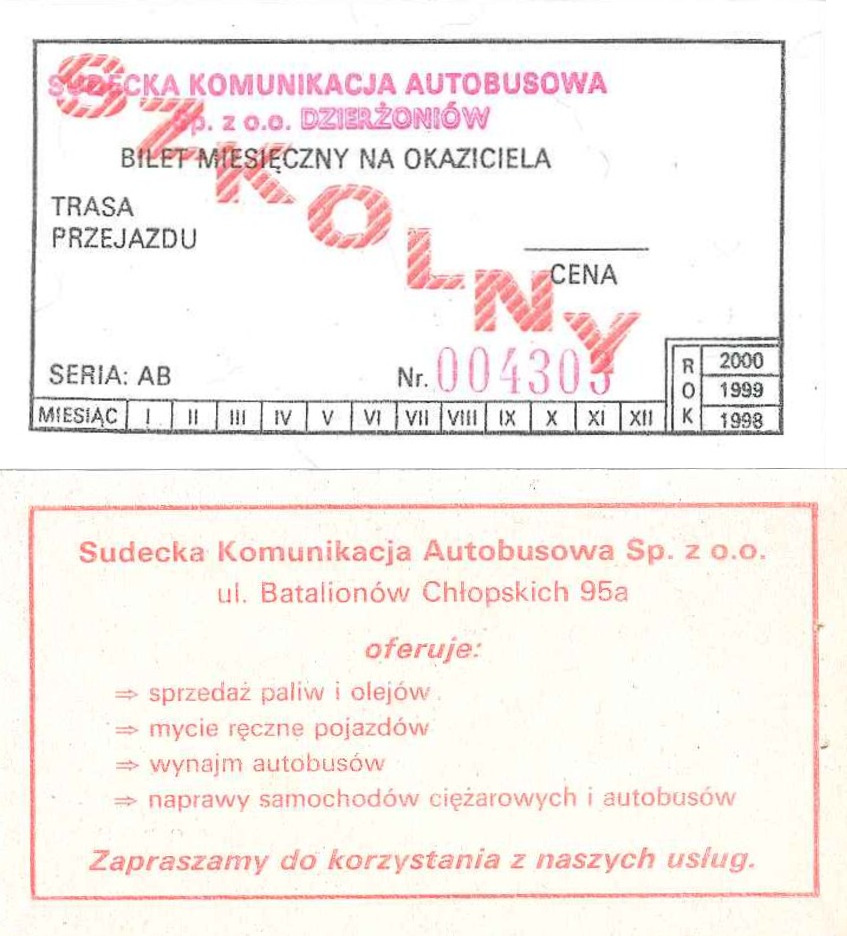 SUDECKA KOMUNIKACJA AUTOBUSOWA
Sp. z o.o. DZIERŻONIÓW
BILET MIESIĘCZNY NA OKAZICIELA
SZKOLNY
TRASA
PRZEJAZDU
CENA
SERIA: AB
Nr. 004305
MIESIĄC I II III IV V VI VII VIII IX X XI XII
ROK
2000
1999
1998
Sudecka Komunikacja Autobusowa Sp. z o.o.
ul. Batalionów Chłopskich 95a
oferuje:
⇒ sprzedaż paliw i olejów
⇒ mycie ręczne pojazdów
⇒ wynajm autobusów
⇒ naprawy samochodów ciężarowych i autobusów
Zapraszamy do korzystania z naszych usług.